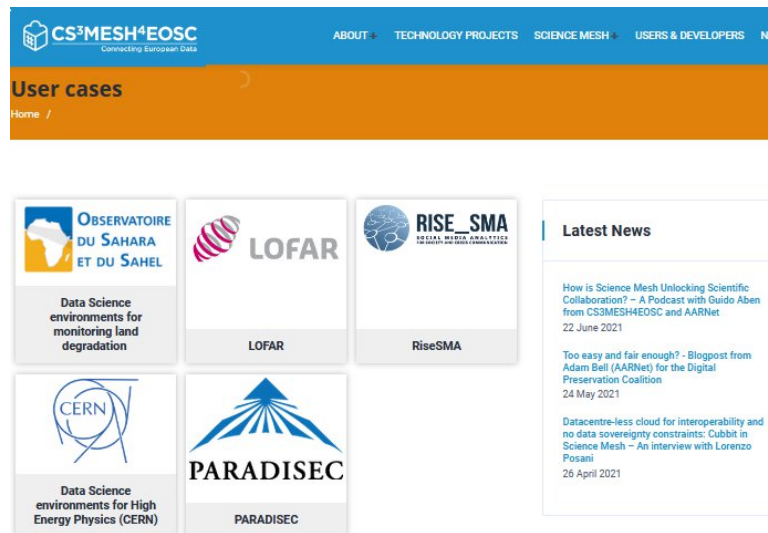 CS³MESH⁴EOSC
Connecting European Data
ABOUT +
TECHNOLOGY PROJECTS
SCIENCE MESH +
USERS & DEVELOPERS
N
User cases
Home /
OBSERVATOIRE
DU SAHARA
ET DU SAHEL
Data Science
environments for
monitoring land
degradation
LOFAR
LOFAR
RISE_SMA
SOCIAL MEDIA ANALYTICS
FOR SOCIETY AND CRISIS COMMUNICATION
RiseSMA
CERN
Data Science
environments for High
Energy Physics (CERN)
PARADISEC
PARADISEC
Latest News
How is Science Mesh Unlocking Scientific
Collaboration? – A Podcast with Guido Aben
from CS3MESH4EOSC and AARNet
22 June 2021
Too easy and fair enough? - Blogpost from
Adam Bell (AARNet) for the Digital
Preservation Coalition
24 May 2021
Datacentre-less cloud for interoperability and
no data sovereignty constraints: Cubbit in
Science Mesh – An interview with Lorenzo
Posani
26 April 2021